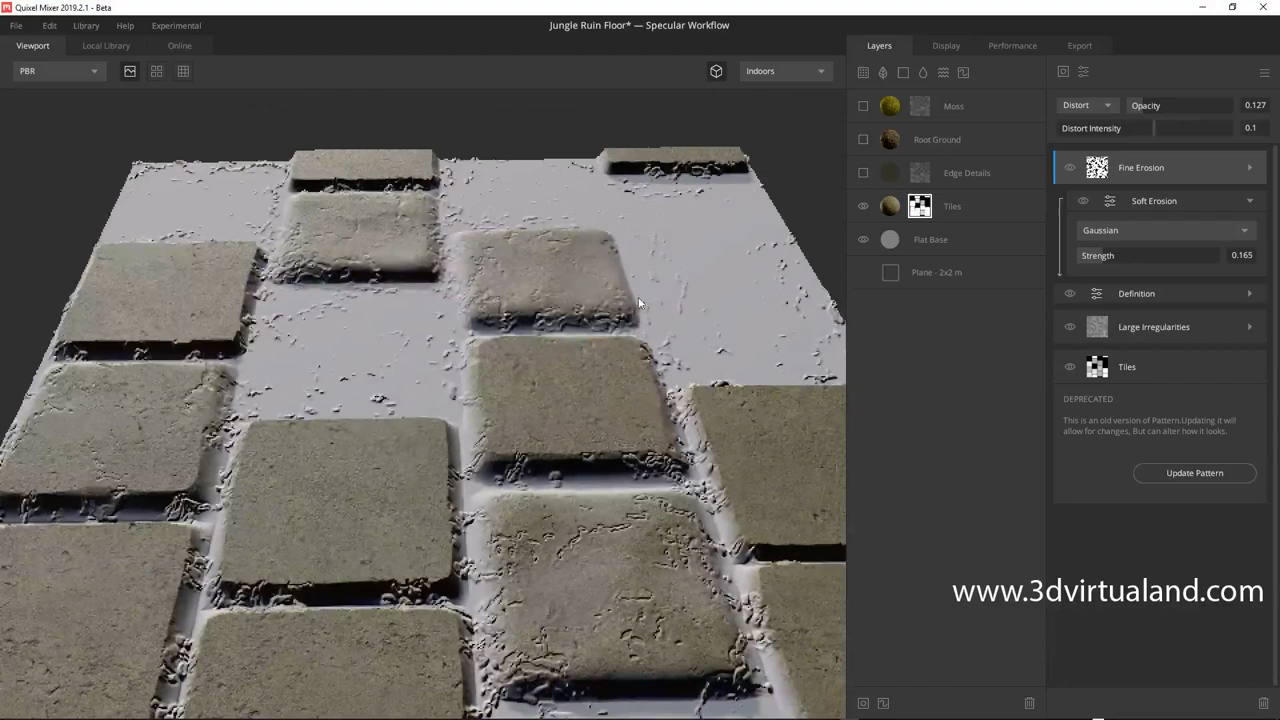 Quixel Mixer 2019.2.1 - Beta
File Edit Library Help Experimental
Jungle Ruin Floor* — Specular Workflow
Viewport Local Library Online
Layers Display Performance Export
PBR
Indoors
Moss
Root Ground
Edge Details
Tiles
Flat Base
Plane - 2x2 m
Distort Opacity 0.127
Distort Intensity 0.1
Fine Erosion
Soft Erosion
Gaussian
Strength 0.165
Definition
Large Irregularities
Tiles
DEPRECATED
This is an old version of Pattern.Updating it will
allow for changes, But can alter how it looks.
Update Pattern
www.3dvirtualand.com